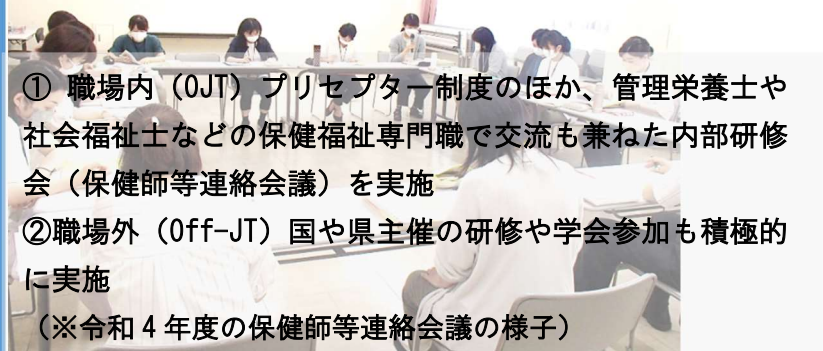 ① 職場内（OJT）プリセプター制度のほか、管理栄養士や
社会福祉士などの保健福祉専門職で交流も兼ねた内部研修
会（保健師等連絡会議）を実施
②職場外（Off-JT）国や県主催の研修や学会参加も積極的
に実施
（※令和４年度の保健師等連絡会議の様子）